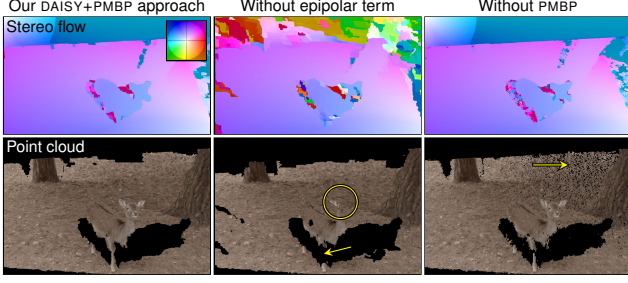 Our DAISY+PMBP approach
Without epipolar term
Without PMBP
Stereo flow
Point cloud